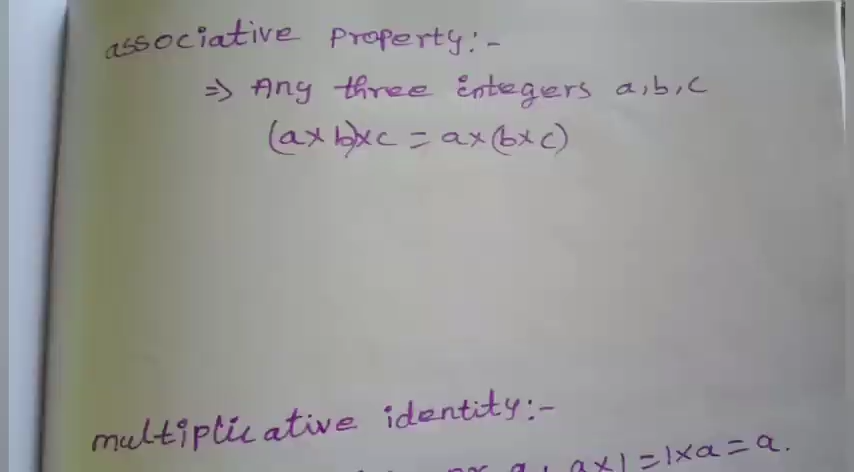 associative property:-
⇒ Any three integers a, b, c
(a×b)×c = a×(b×c)
multiplicative identity:-
a, a×1 = 1×a = a.